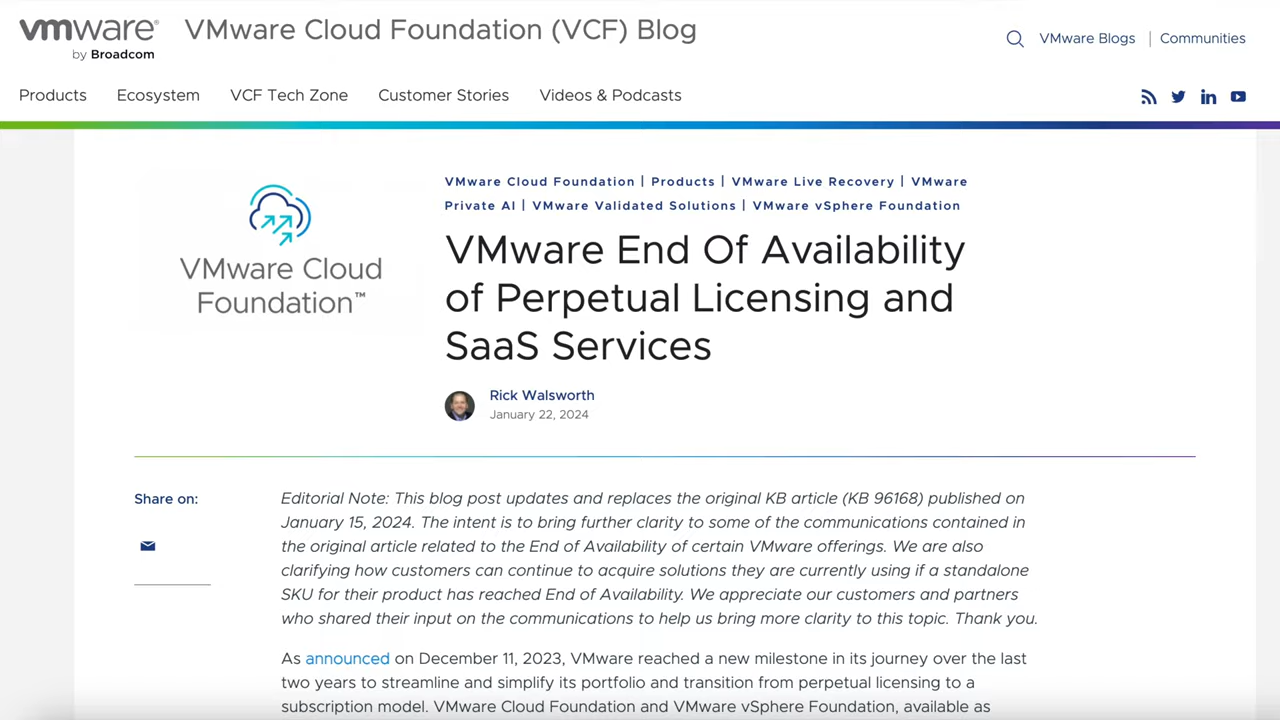 vmware®
by Broadcom
VMware Cloud Foundation (VCF) Blog
VMware Blogs | Communities
Products Ecosystem VCF Tech Zone Customer Stories Videos & Podcasts
VMware Cloud
Foundation™
VMware Cloud Foundation | Products | VMware Live Recovery | VMware
Private AI | VMware Validated Solutions | VMware vSphere Foundation
VMware End Of Availability
of Perpetual Licensing and
SaaS Services
Rick Walsworth
January 22, 2024
Share on:
Editorial Note: This blog post updates and replaces the original KB article (KB 96168) published on
January 15, 2024. The intent is to bring further clarity to some of the communications contained in
the original article related to the End of Availability of certain VMware offerings. We are also
clarifying how customers can continue to acquire solutions they are currently using if a standalone
SKU for their product has reached End of Availability. We appreciate our customers and partners
who shared their input on the communications to help us bring more clarity to this topic. Thank you.
As announced on December 11, 2023, VMware reached a new milestone in its journey over the last
two years to streamline and simplify its portfolio and transition from perpetual licensing to a
subscription model. VMware Cloud Foundation and VMware vSphere Foundation, available as